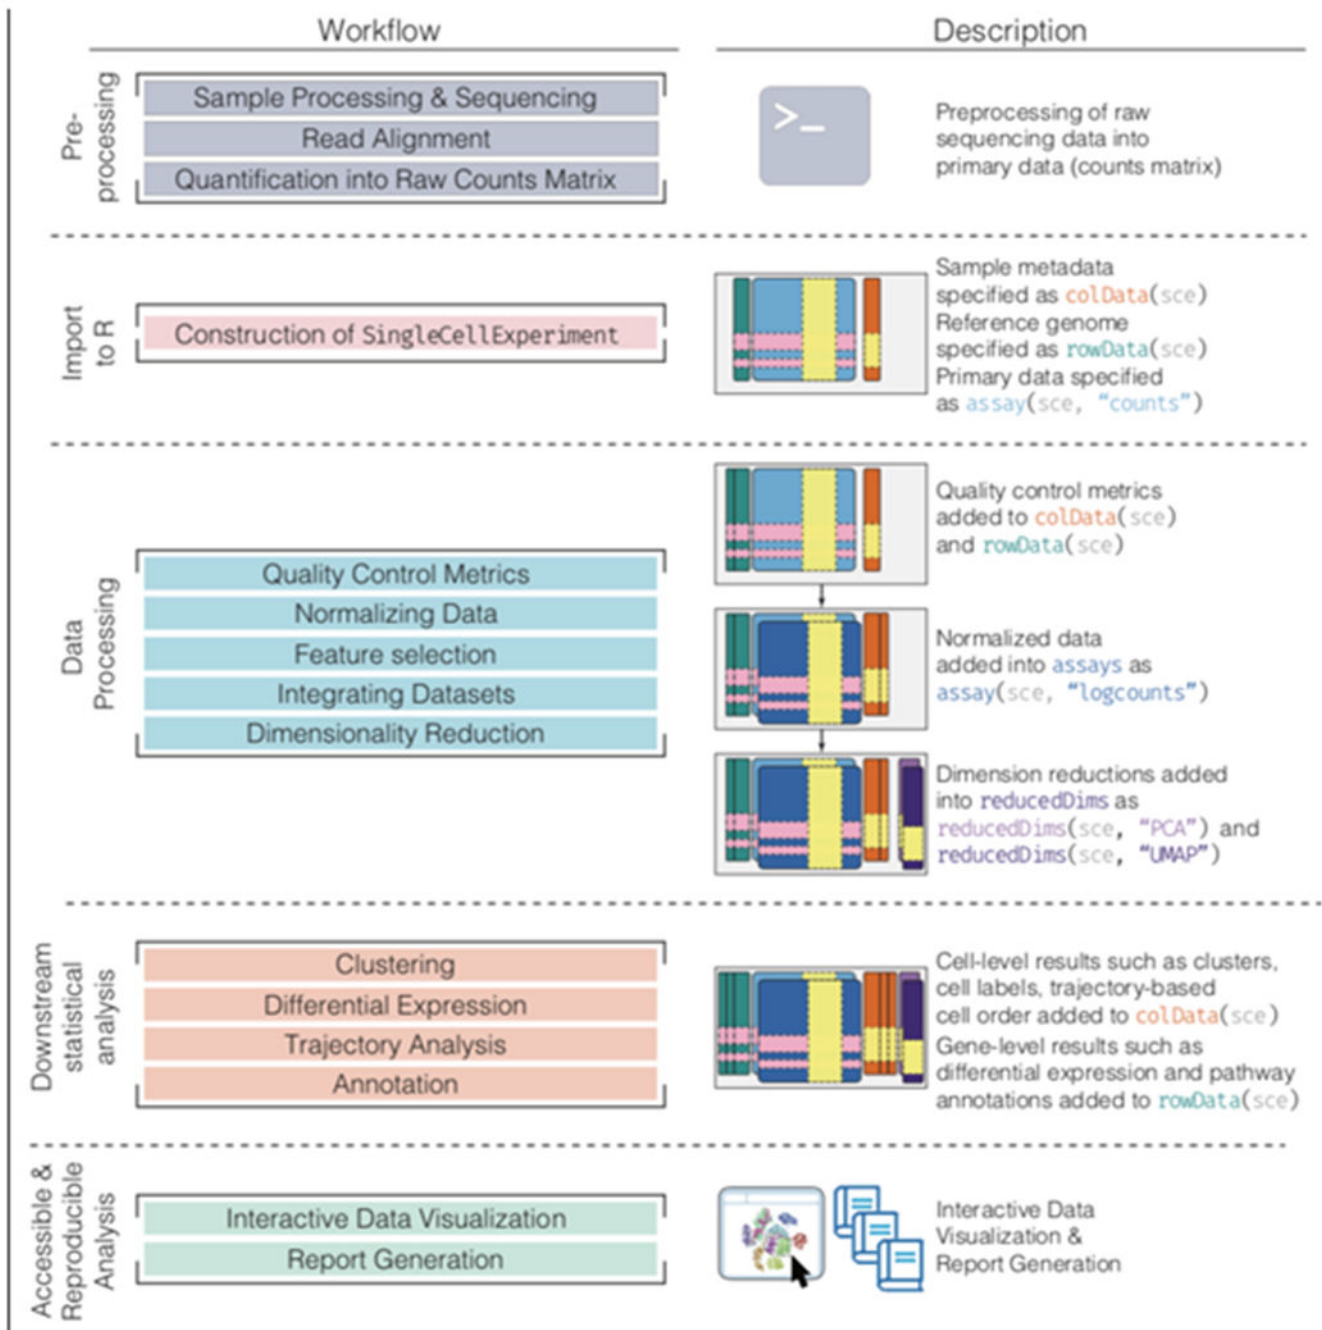 Workflow
Description
Pre-
processing
Sample Processing & Sequencing
Read Alignment
Quantification into Raw Counts Matrix
>_
Preprocessing of raw
sequencing data into
primary data (counts matrix)
Import
to R
Construction of SingleCellExperiment
Sample metadata
specified as colData(sce)
Reference genome
specified as rowData(sce)
Primary data specified
as assay(sce, “counts”)
Data
Processing
Quality Control Metrics
Normalizing Data
Feature selection
Integrating Datasets
Dimensionality Reduction
Quality control metrics
added to colData(sce)
and rowData(sce)
Normalized data
added into assays as
assay(sce, “logcounts”)
Dimension reductions added
into reducedDims as
reducedDims(sce, “PCA”) and
reducedDims(sce, “UMAP”)
Downstream
statistical
analysis
Clustering
Differential Expression
Trajectory Analysis
Annotation
Cell-level results such as clusters,
cell labels, trajectory-based
cell order added to colData(sce)
Gene-level results such as
differential expression and pathway
annotations added to rowData(sce)
Accessible &
Reproducible
Analysis
Interactive Data Visualization
Report Generation
Interactive Data
Visualization &
Report Generation